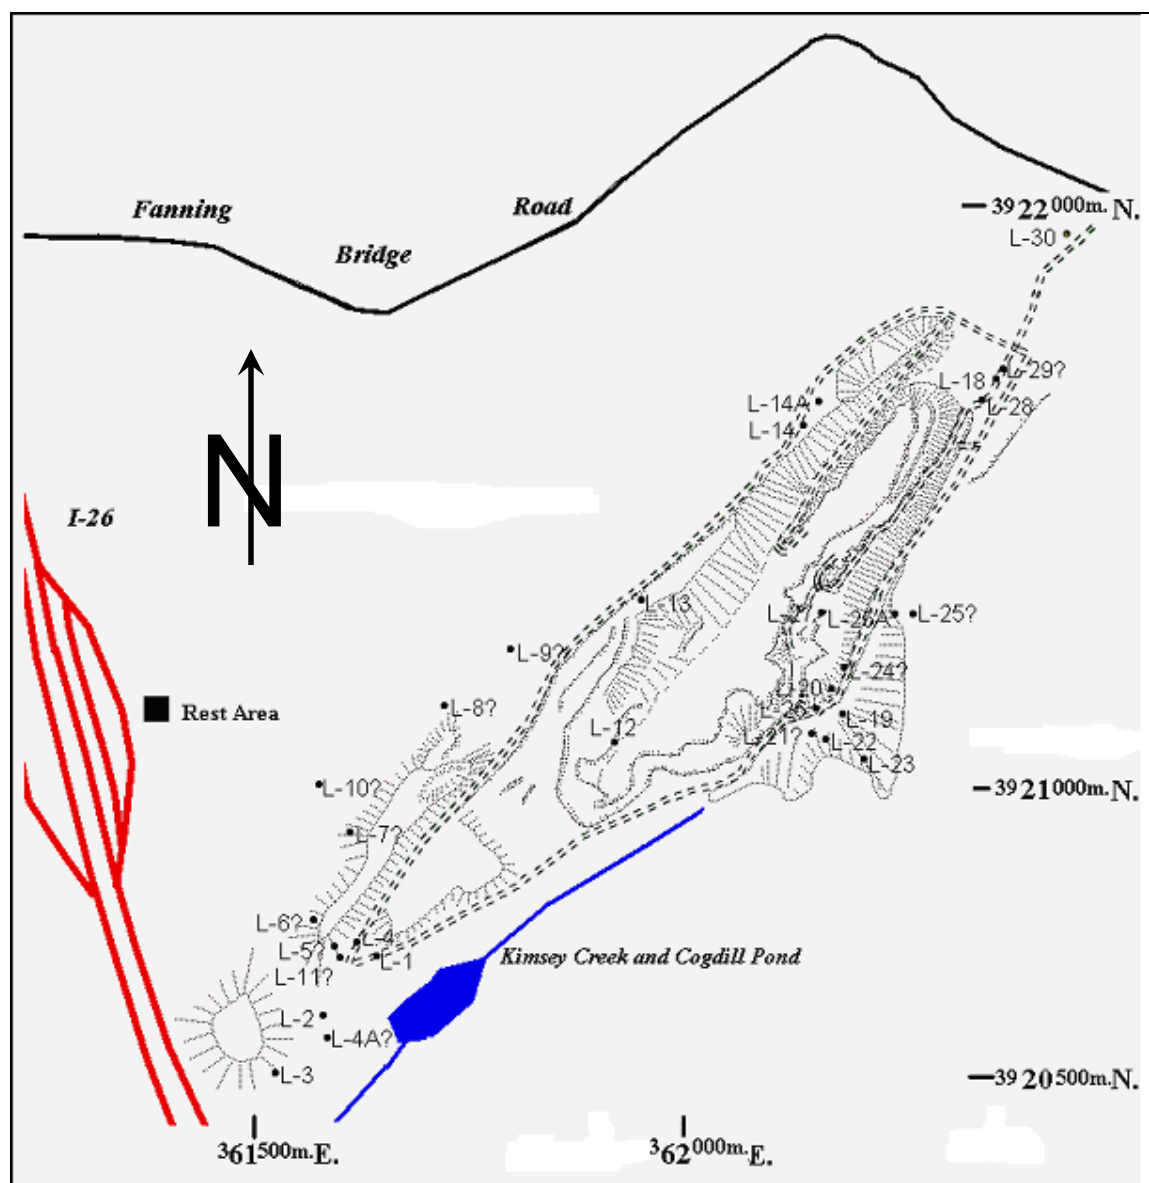 Fanning
Road
3922000m. N.
L-30
Bridge
L-29?
L-18
L-14A
L-28
L-14
N
I-26
L-13
L-27
L-26A
L-25?
L-9?
L-24?
L-20
L-8?
Rest Area
L-12
L-19
L-21?
L-22
L-23
L-10?
3921000m. N.
L-7?
L-6?
L-4
L-5?
L-1
Kimsey Creek and Cogdill Pond
L-11?
L-2
L-4A?
L-3
3920500m. N.
361500m. E.
362000m. E.